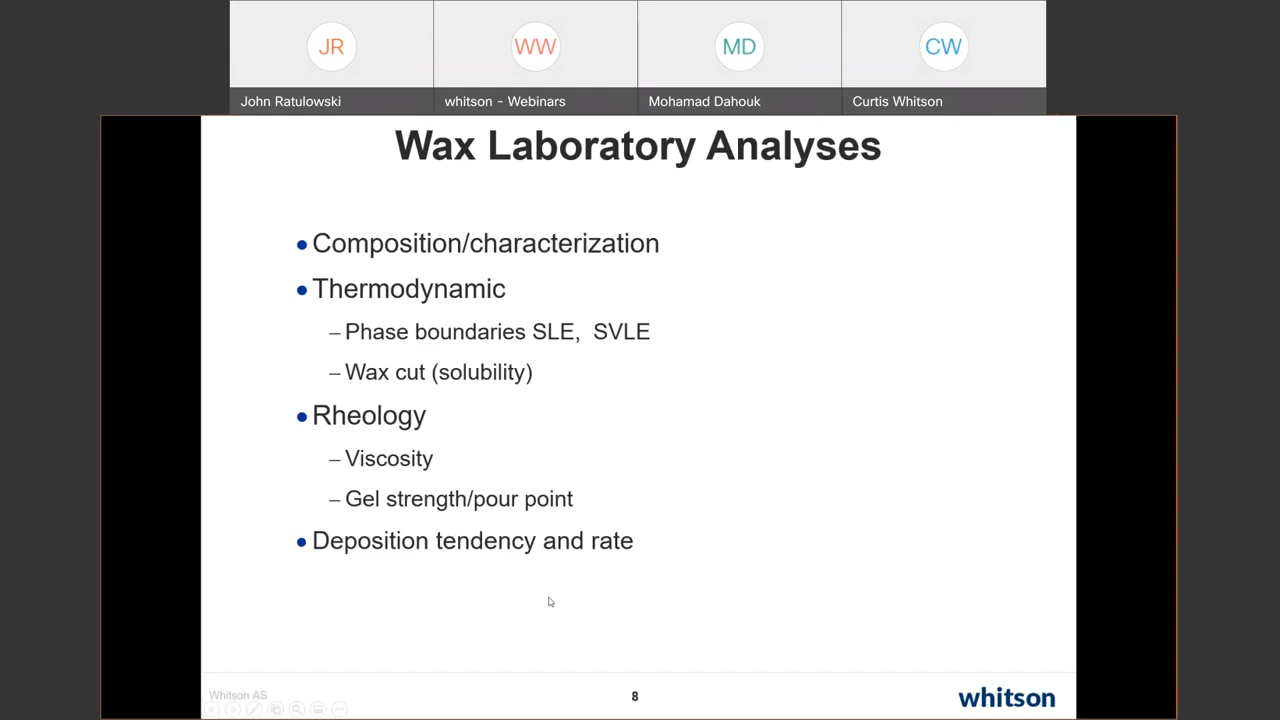 JR
WW
MD
CW
John Ratulowski
whitson - Webinars
Mohamad Dahouk
Curtis Whitson
Wax Laboratory Analyses
• Composition/characterization
• Thermodynamic
– Phase boundaries SLE, SVLE
– Wax cut (solubility)
• Rheology
– Viscosity
– Gel strength/pour point
• Deposition tendency and rate
Whitson AS
8
whitson